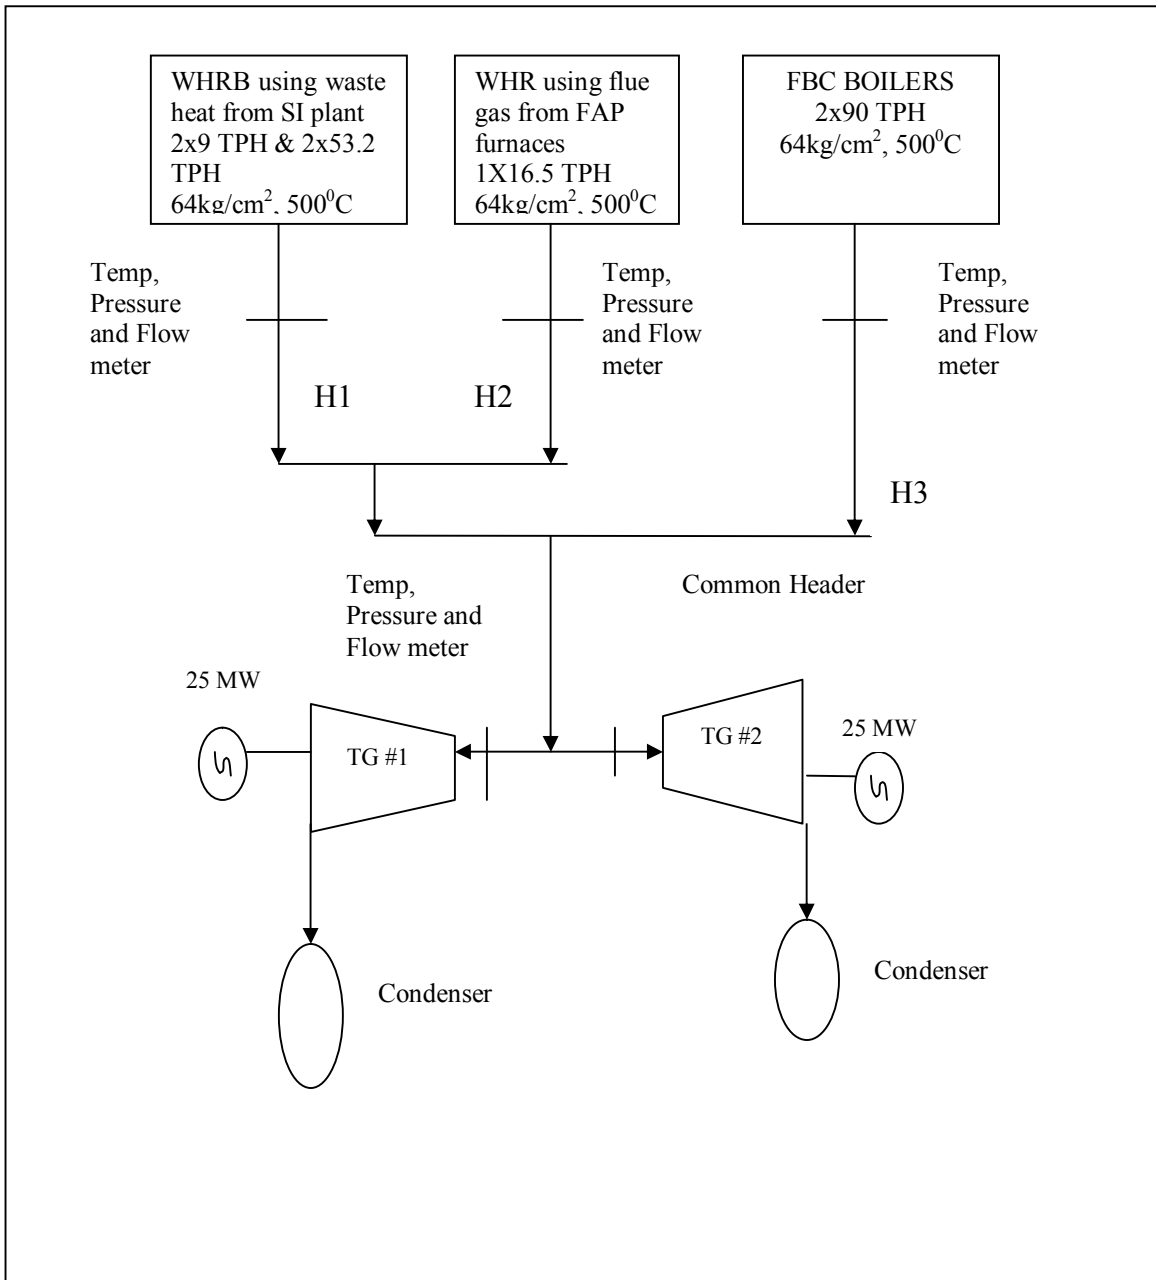 WHRB using waste
heat from SI plant
2x9 TPH & 2x53.2
TPH
64kg/cm², 500⁰C
WHR using flue
gas from FAP
furnaces
1X16.5 TPH
64kg/cm², 500⁰C
FBC BOILERS
2x90 TPH
64kg/cm², 500⁰C
Temp,
Pressure
and Flow
meter
Temp,
Pressure
and Flow
meter
Temp,
Pressure
and Flow
meter
H1
H2
H3
Temp,
Pressure and
Flow meter
Common Header
25 MW
TG #1
TG #2
25 MW
Condenser
Condenser